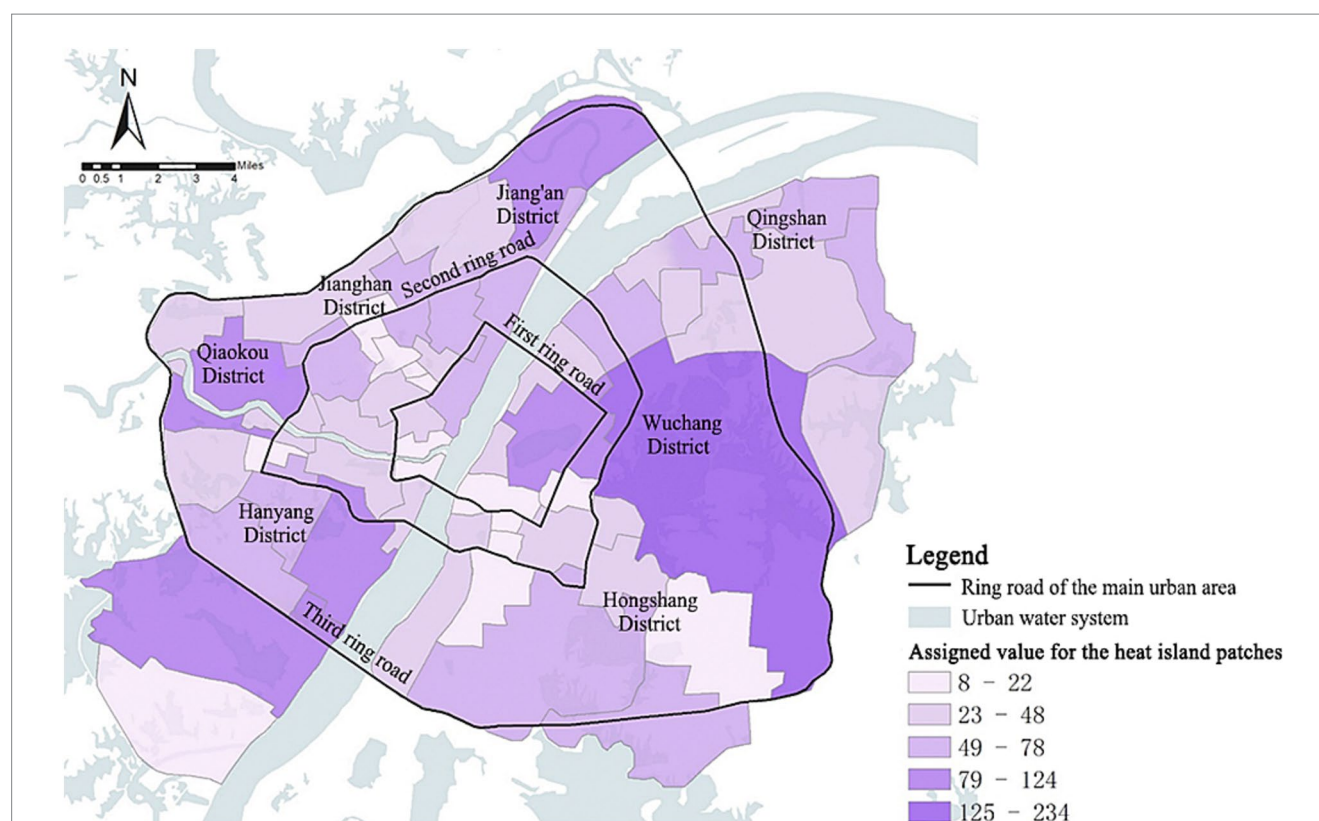 N
Miles
0 0.5 1 2 3 4
Jiang'an
District
Qingshan
District
Second ring road
Jianghan
District
First ring road
Qiaokou
District
Wuchang
District
Hanyang
District
Hongshang
District
Third ring road
Legend
Ring road of the main urban area
Urban water system
Assigned value for the heat island patches
8 - 22
23 - 48
49 - 78
79 - 124
125 - 234